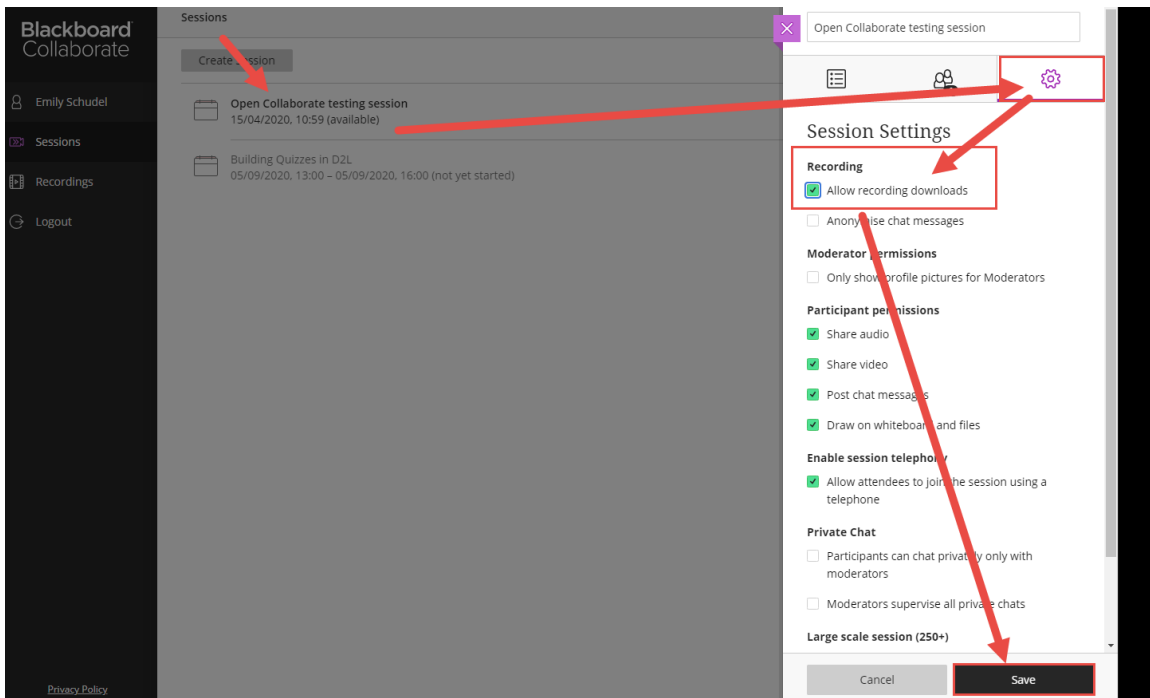 Blackboard
Collaborate
Emily Schudel
Sessions
Recordings
Logout
Privacy Policy
Sessions
Create Session
Open Collaborate testing session
15/04/2020, 10:59 (available)
Building Quizzes in D2L
05/09/2020, 13:00 – 05/09/2020, 16:00 (not yet started)
Open Collaborate testing session
Session Settings
Recording
Allow recording downloads
Anonymise chat messages
Moderator permissions
Only show profile pictures for Moderators
Participant permissions
Share audio
Share video
Post chat messages
Draw on whiteboard and files
Enable session telephony
Allow attendees to join the session using a
telephone
Private Chat
Participants can chat privately only with
moderators
Moderators supervise all private chats
Large scale session (250+)
Cancel
Save